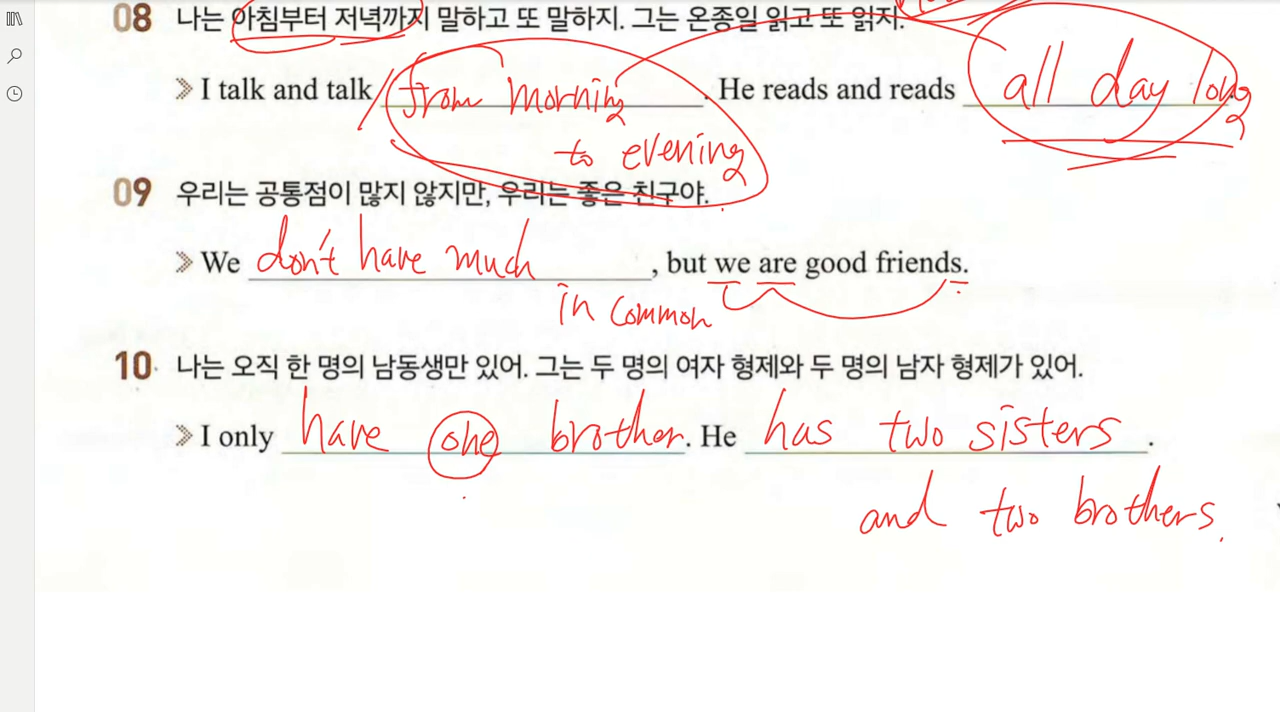 08 나는 아침부터 저녁까지 말하고 또 말하지. 그는 온종일 읽고 또 읽지.
I talk and talk from morning to evening. He reads and reads all day long
09 우리는 공통점이 많지 않지만, 우리는 좋은 친구야.
We don't have much in common, but we are good friends.
10 나는 오직 한 명의 남동생만 있어. 그는 두 명의 여자 형제와 두 명의 남자 형제가 있어.
I only have one brother. He has two sisters.
and two brothers.